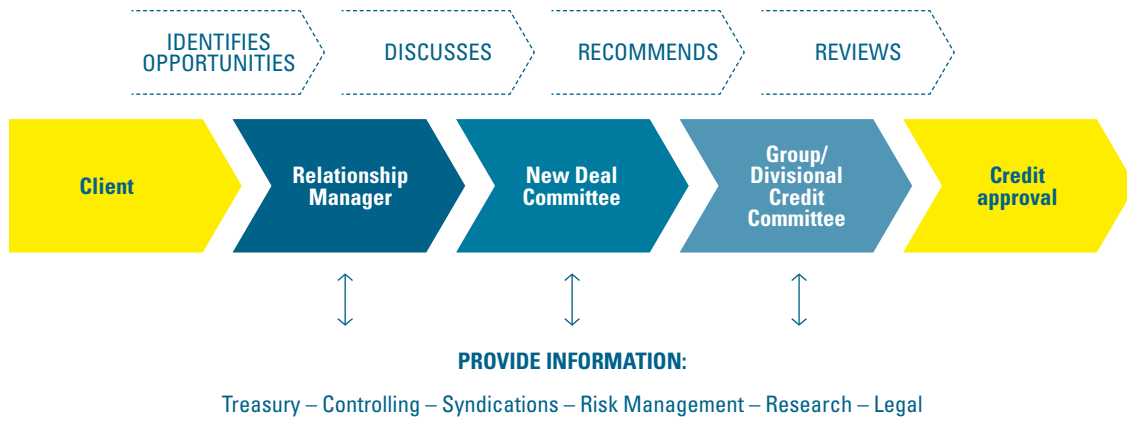 IDENTIFIES
OPPORTUNITIES
DISCUSSES
RECOMMENDS
REVIEWS
Client
Relationship
Manager
New Deal
Committee
Group/
Divisional
Credit
Committee
Credit
approval
PROVIDE INFORMATION:
Treasury – Controlling – Syndications – Risk Management – Research – Legal